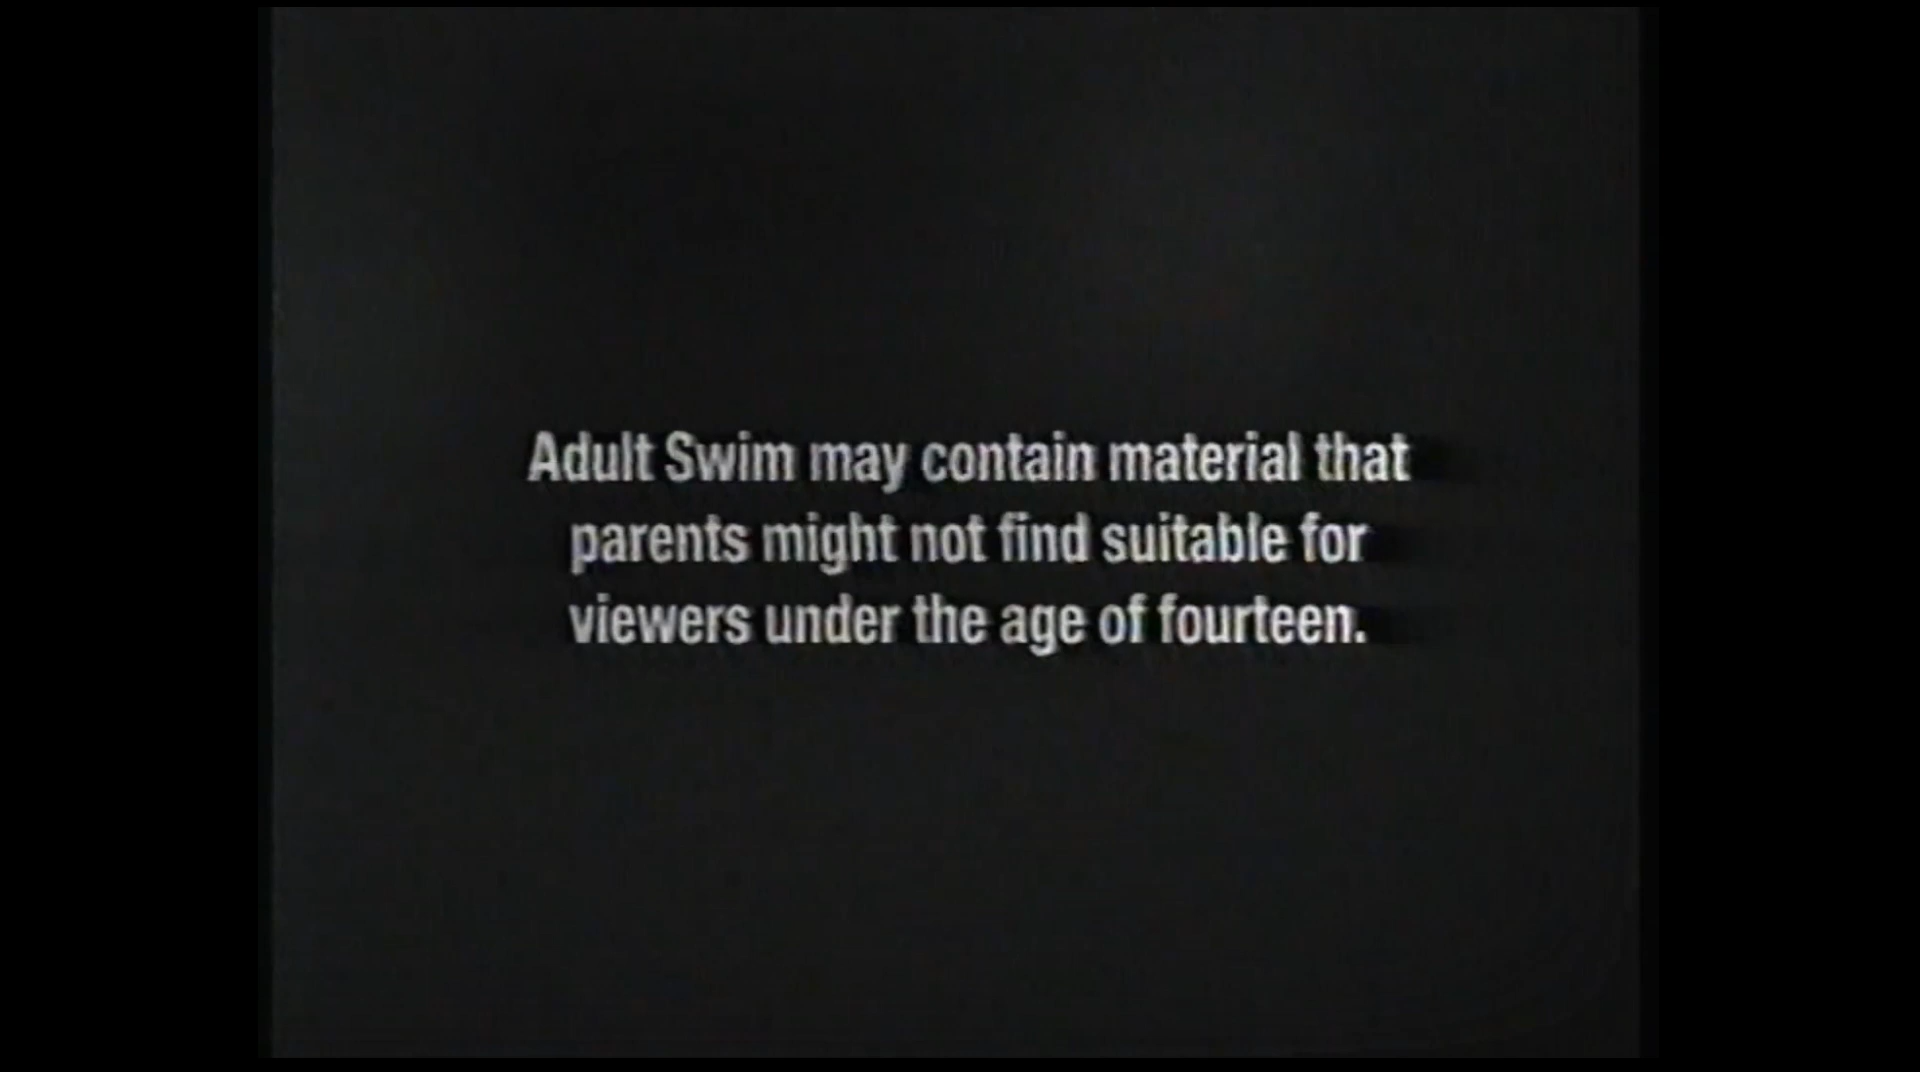 Adult Swim may contain material that
parents might not find suitable for
viewers under the age of fourteen.